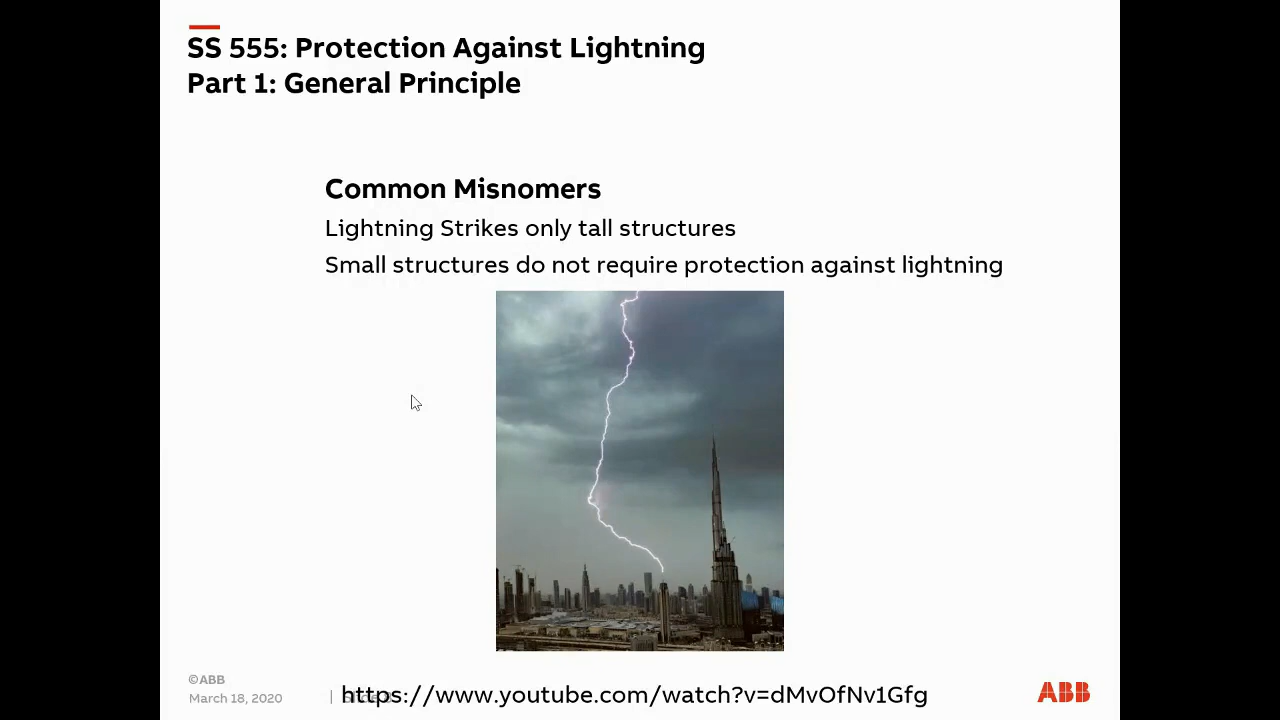 SS 555: Protection Against Lightning
Part 1: General Principle
Common Misnomers
Lightning Strikes only tall structures
Small structures do not require protection against lightning
©ABB
March 18, 2020 |
https://www.youtube.com/watch?v=dMvOfNv1Gfg
ABB